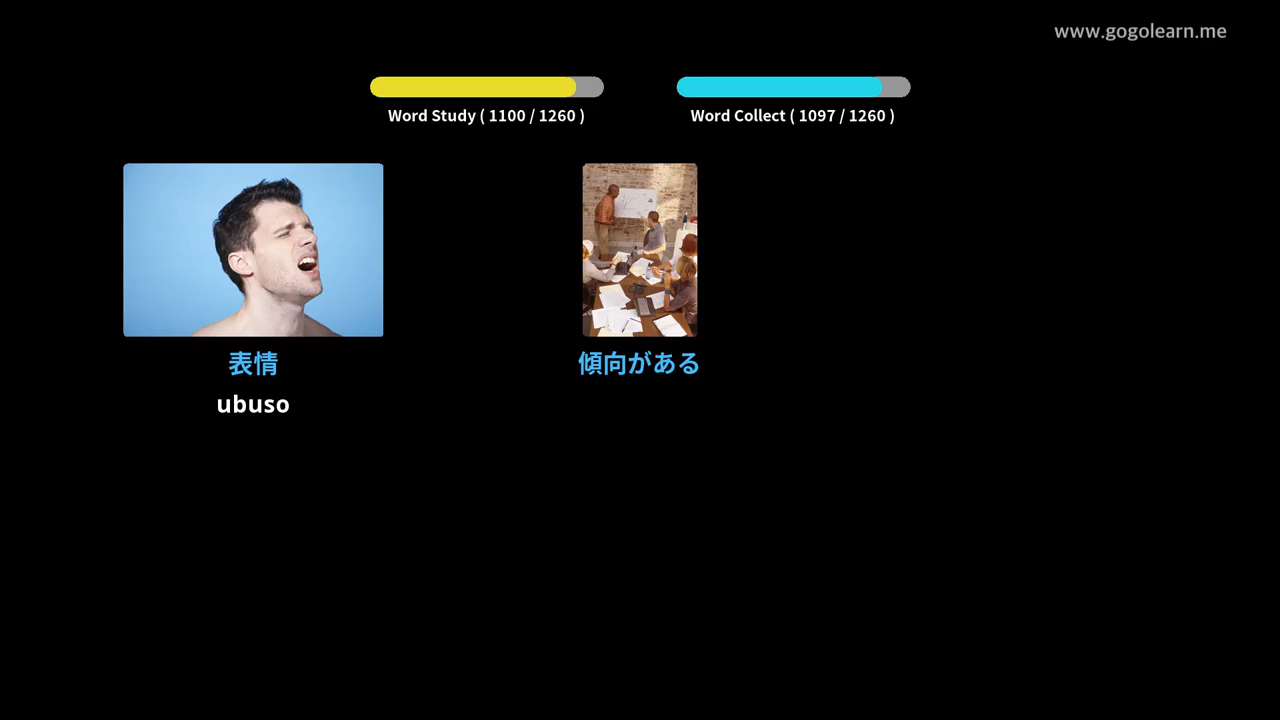 www.gogolearn.me
Word Study ( 1100 / 1260 )
Word Collect ( 1097 / 1260 )
表情
ubuso
傾向がある